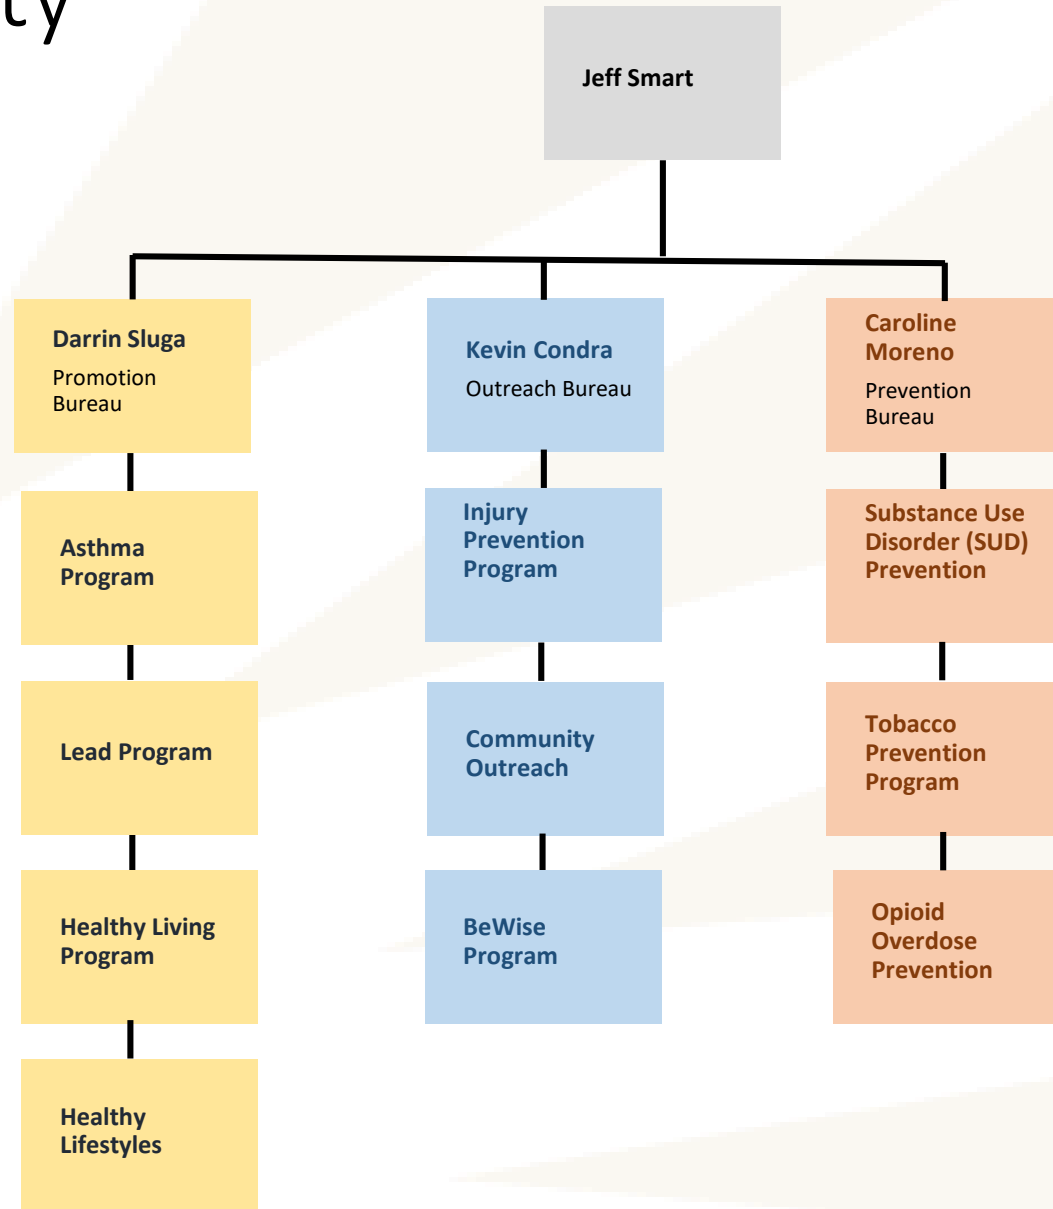 ty
Jeff Smart
Darrin Sluga
Promotion
Bureau
Asthma
Program
Lead Program
Healthy Living
Program
Healthy
Lifestyles
Kevin Condra
Outreach Bureau
Injury
Prevention
Program
Community
Outreach
BeWise
Program
Caroline
Moreno
Prevention
Bureau
Substance Use
Disorder (SUD)
Prevention
Tobacco
Prevention
Program
Opioid
Overdose
Prevention